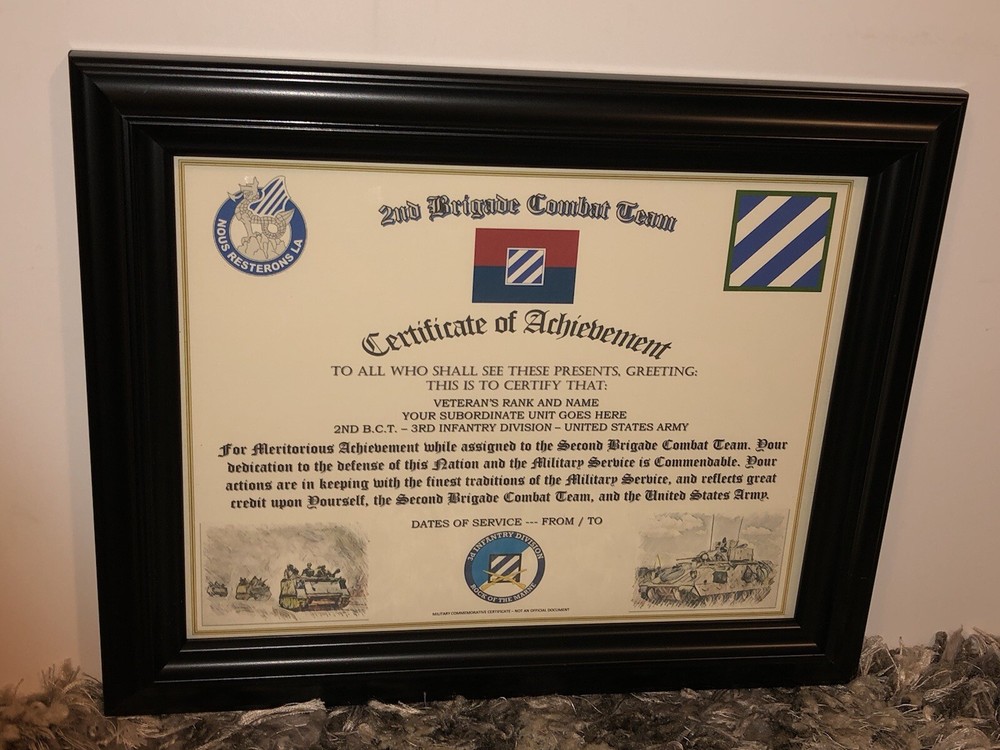 NOUS RESTERONS LA
2nd Brigade Combat Team
Certificate of Achievement
TO ALL WHO SHALL SEE THESE PRESENTS, GREETING:
THIS IS TO CERTIFY THAT:
VETERAN'S RANK AND NAME
YOUR SUBORDINATE UNIT GOES HERE
2ND B.C.T. – 3RD INFANTRY DIVISION – UNITED STATES ARMY
For Meritorious Achievement while assigned to the Second Brigade Combat Team. Your
dedication to the defense of this Nation and the Military Service is Commendable. Your
actions are in keeping with the finest traditions of the Military Service, and reflects great
credit upon Yourself, the Second Brigade Combat Team, and the United States Army.
DATES OF SERVICE --- FROM / TO
3d INFANTRY DIVISION
ROCK OF THE MARNE
MILITARY COMMEMORATIVE CERTIFICATE – NOT AN OFFICIAL DOCUMENT